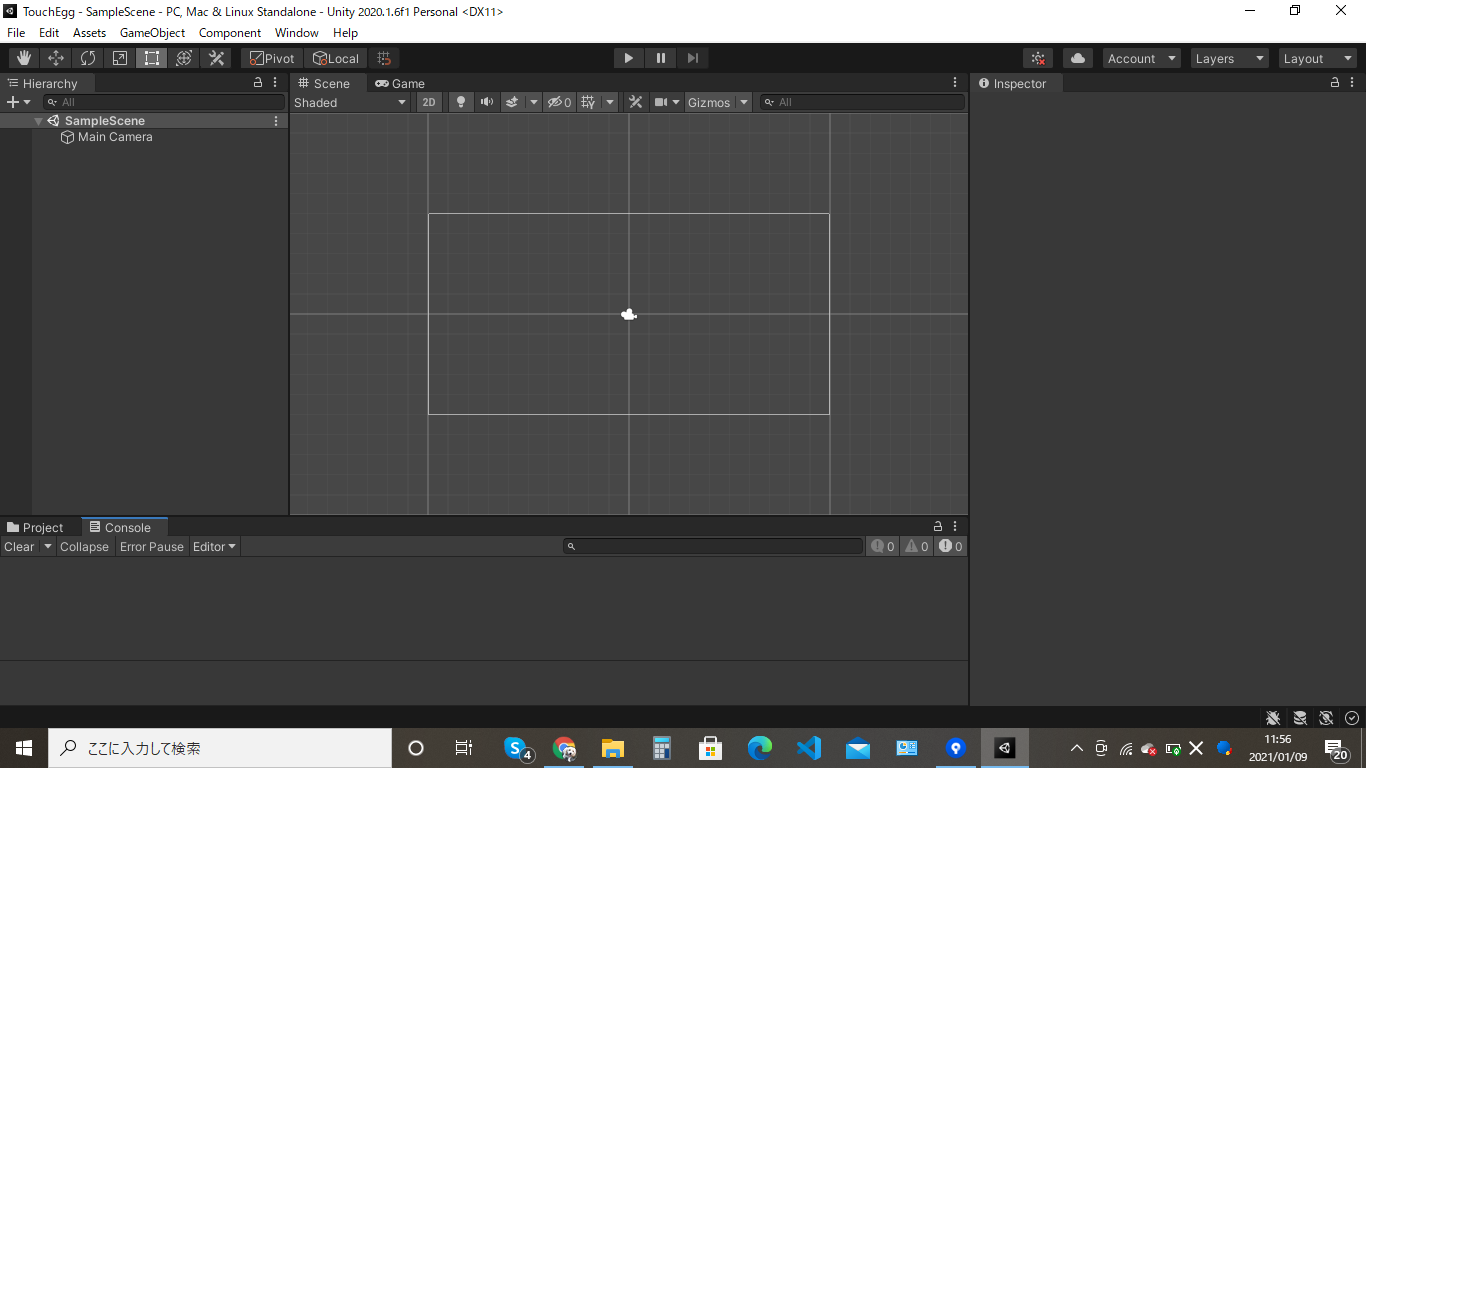 TouchEgg - SampleScene - PC, Mac & Linux Standalone - Unity 2020.1.6f1 Personal <DX11>
File Edit Assets GameObject Component Window Help
Pivot Local Account Layers Layout
Hierarchy
All
SampleScene
Main Camera
Scene Game
Shaded 2D 0 Gizmos All
Inspector
Project Console
Clear Collapse Error Pause Editor 0 0 0
ここに入力して検索
4
11:56
2021/01/09
20